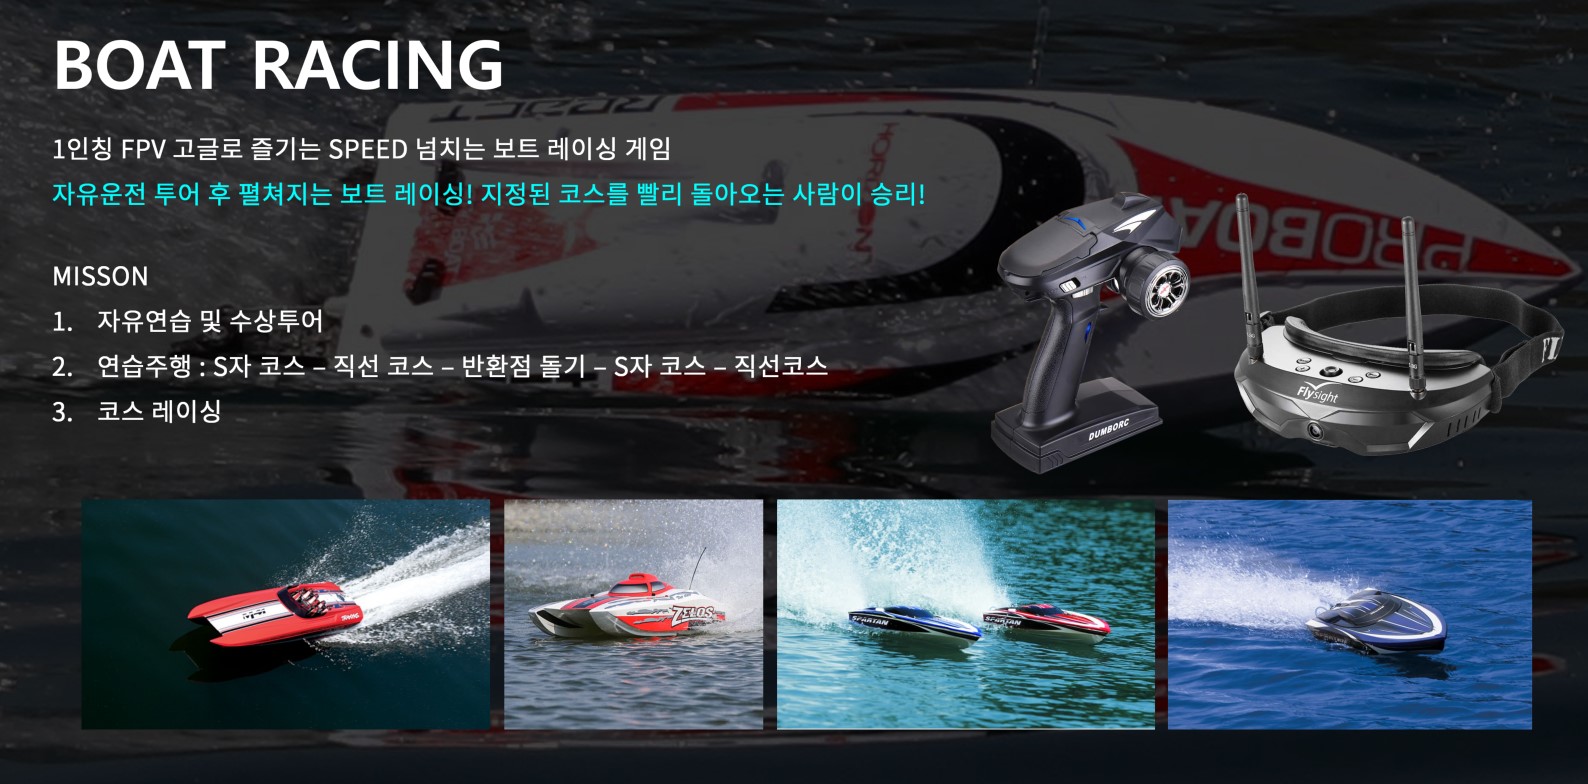 BOAT RACING
1인칭 FPV 고글로 즐기는 SPEED 넘치는 보트 레이싱 게임
자유운전 투어 후 펼쳐지는 보트 레이싱! 지정된 코스를 빨리 돌아오는 사람이 승리!
MISSON
1. 자유연습 및 수상투어
2. 연습주행 : S자 코스 – 직선 코스 – 반환점 돌기 – S자 코스 – 직선코스
3. 코스 레이싱
HORIZON
PROBOAT
DUMBORC
Flysight
ZELOS
SPARTAN
SPARTAN